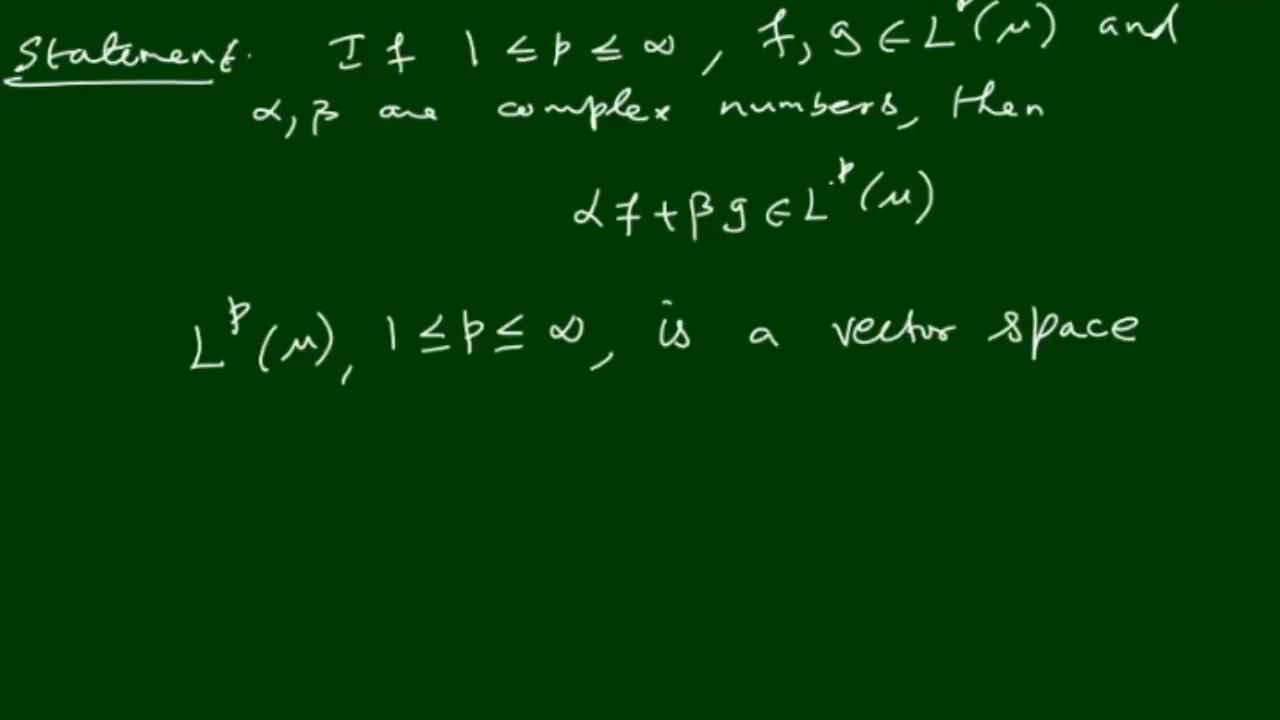 Statement. If 1 ≤ p ≤ ∞, f, g ∈ L^p(μ) and
α, β are complex numbers, then
αf + βg ∈ L^p(μ)
L^p(μ), 1 ≤ p ≤ ∞, is a vector space